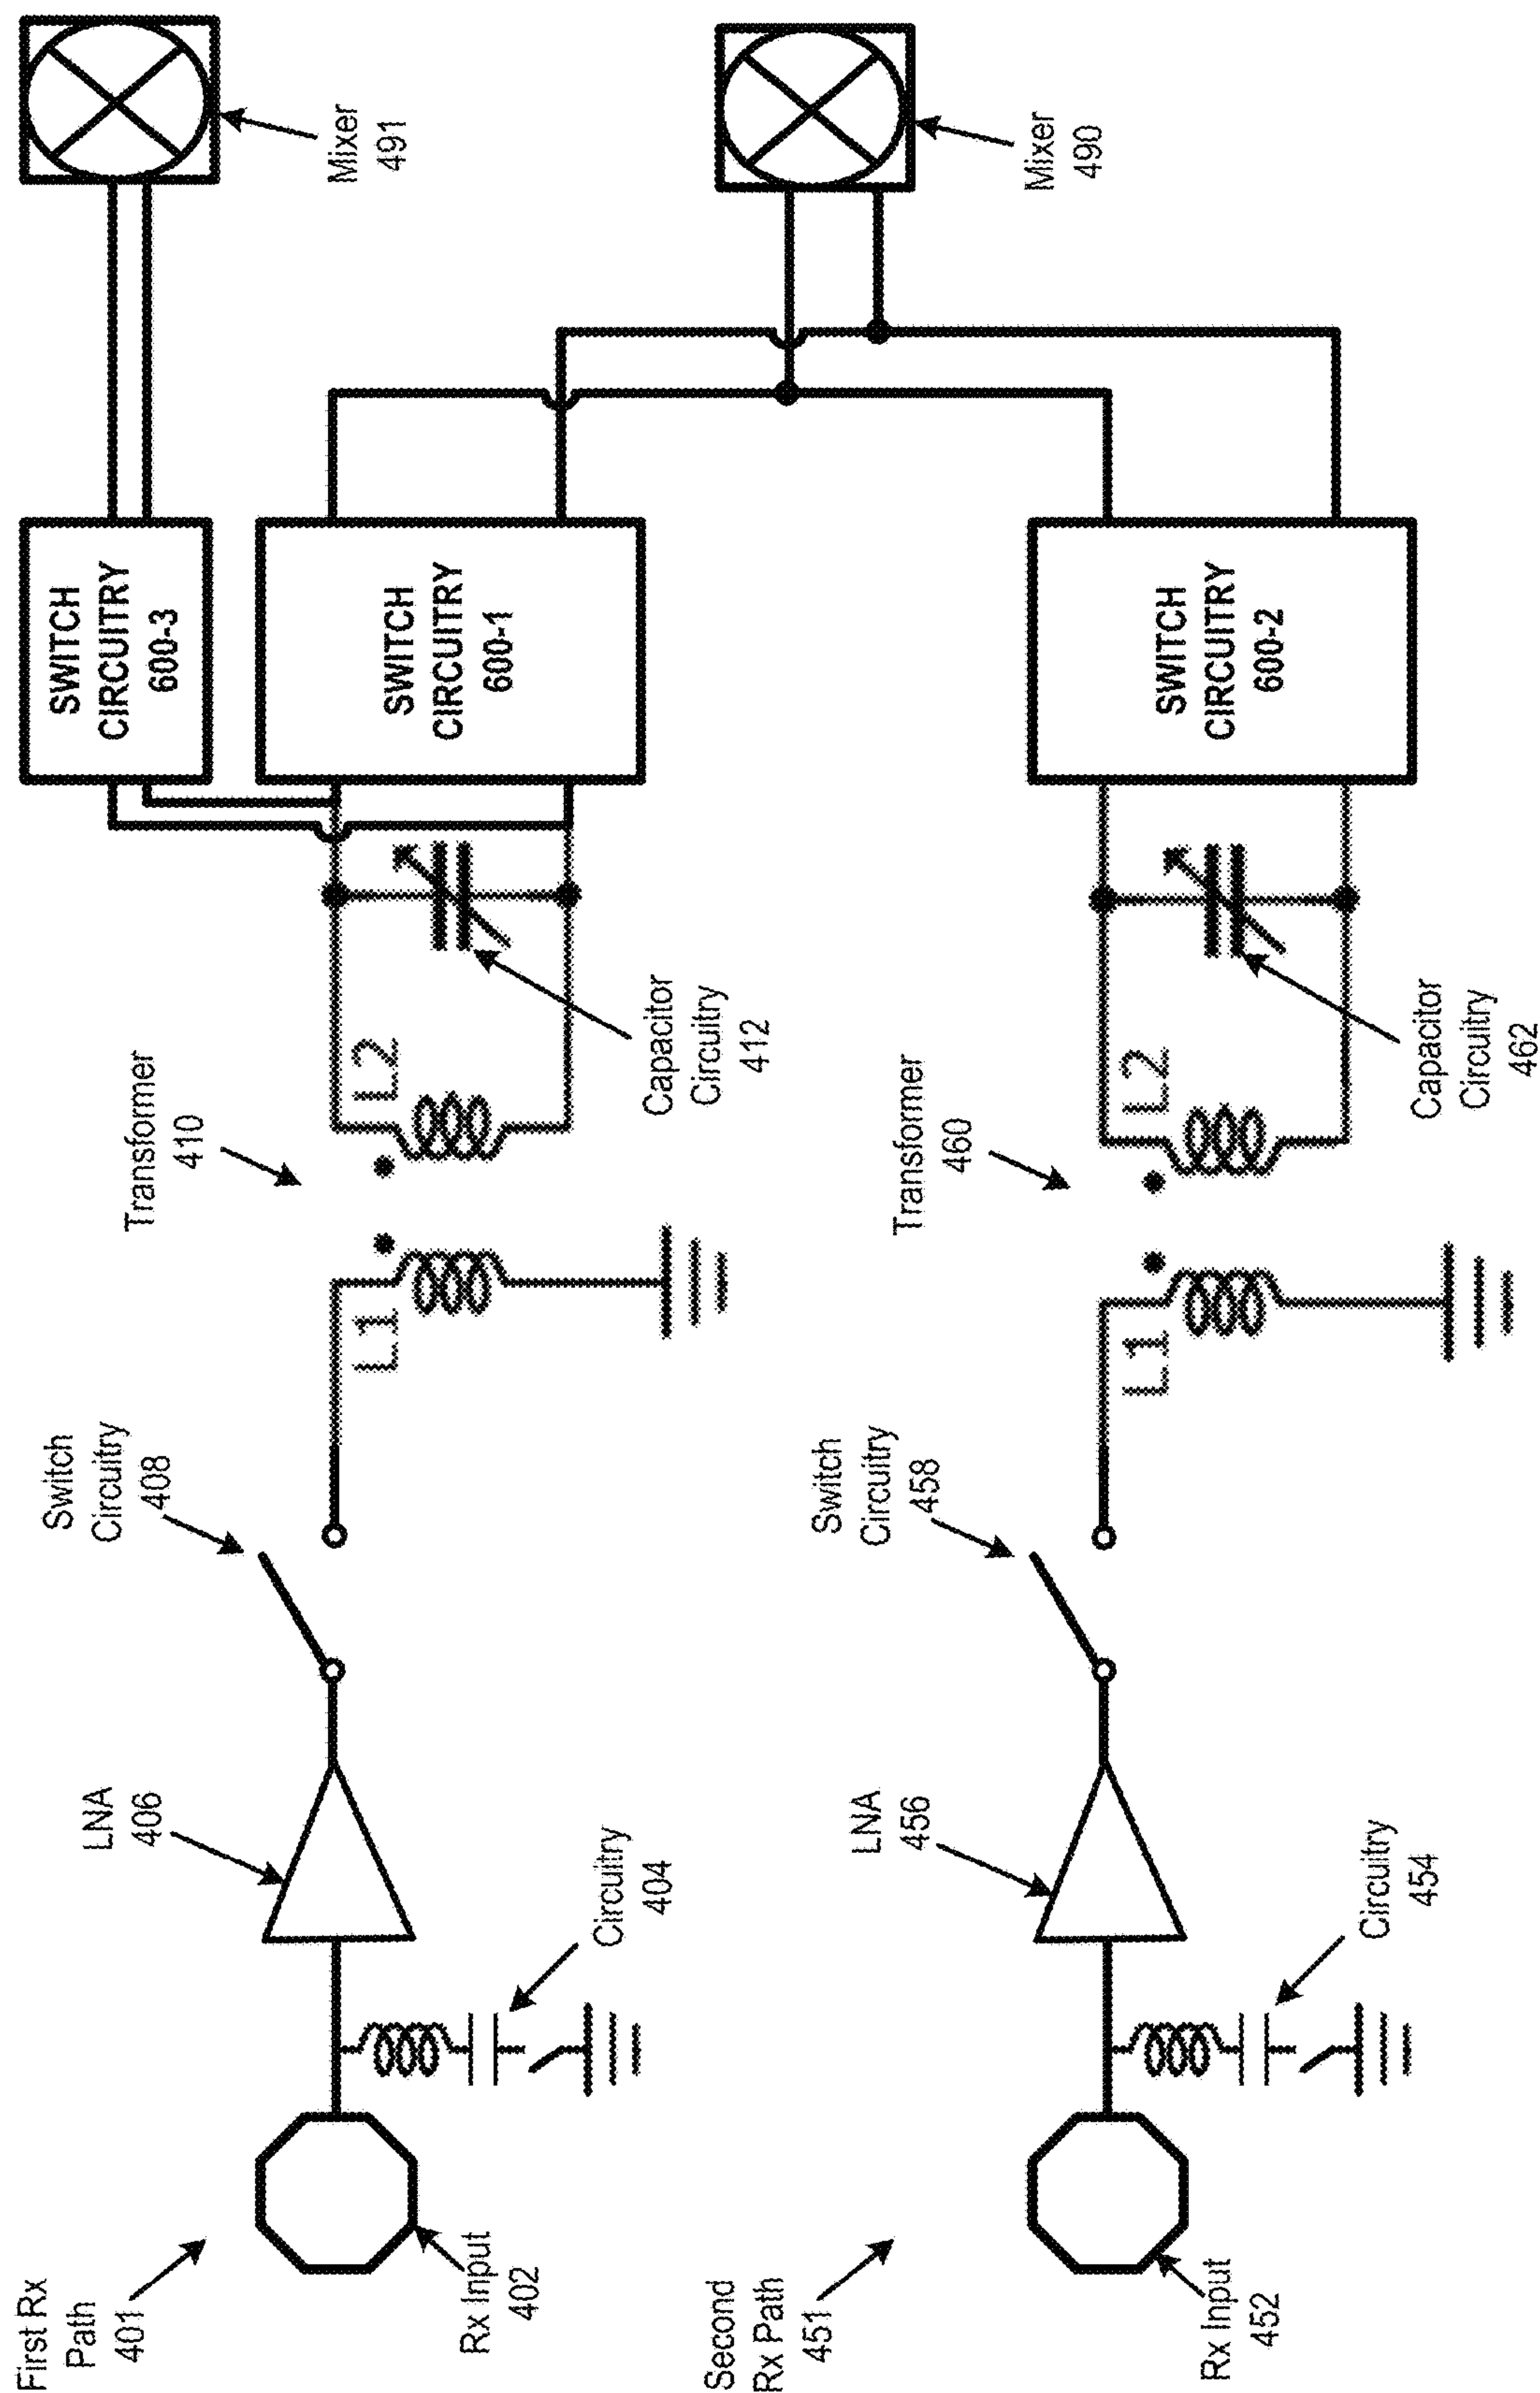 First Rx
Path
401
Rx Input
402
Circuitry
404
LNA
406
Switch
Circuitry
408
Transformer
410
L1
L2
Capacitor
Circuitry
412
SWITCH
CIRCUITRY
600-3
SWITCH
CIRCUITRY
600-1
Mixer
491
Second
Rx Path
451
Rx Input
452
Circuitry
454
LNA
456
Switch
Circuitry
458
Transformer
460
L1
L2
Capacitor
Circuitry
462
SWITCH
CIRCUITRY
600-2
Mixer
490